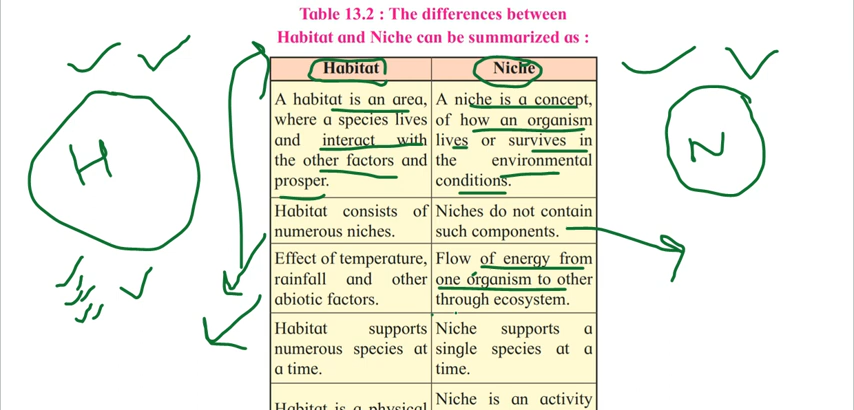 Table 13.2 : The differences between
Habitat and Niche can be summarized as :
Habitat
Niche
A habitat is an area,
where a species lives
and interact with
the other factors and
prosper.
A niche is a concept,
of how an organism
lives or survives in
the environmental
conditions.
Habitat consists of
numerous niches.
Niches do not contain
such components.
Effect of temperature,
rainfall and other
abiotic factors.
Flow of energy from
one organism to other
through ecosystem.
Habitat supports
numerous species at
a time.
Niche supports a
single species at a
time.
Habitat is a physical
Niche is an activity
H
N